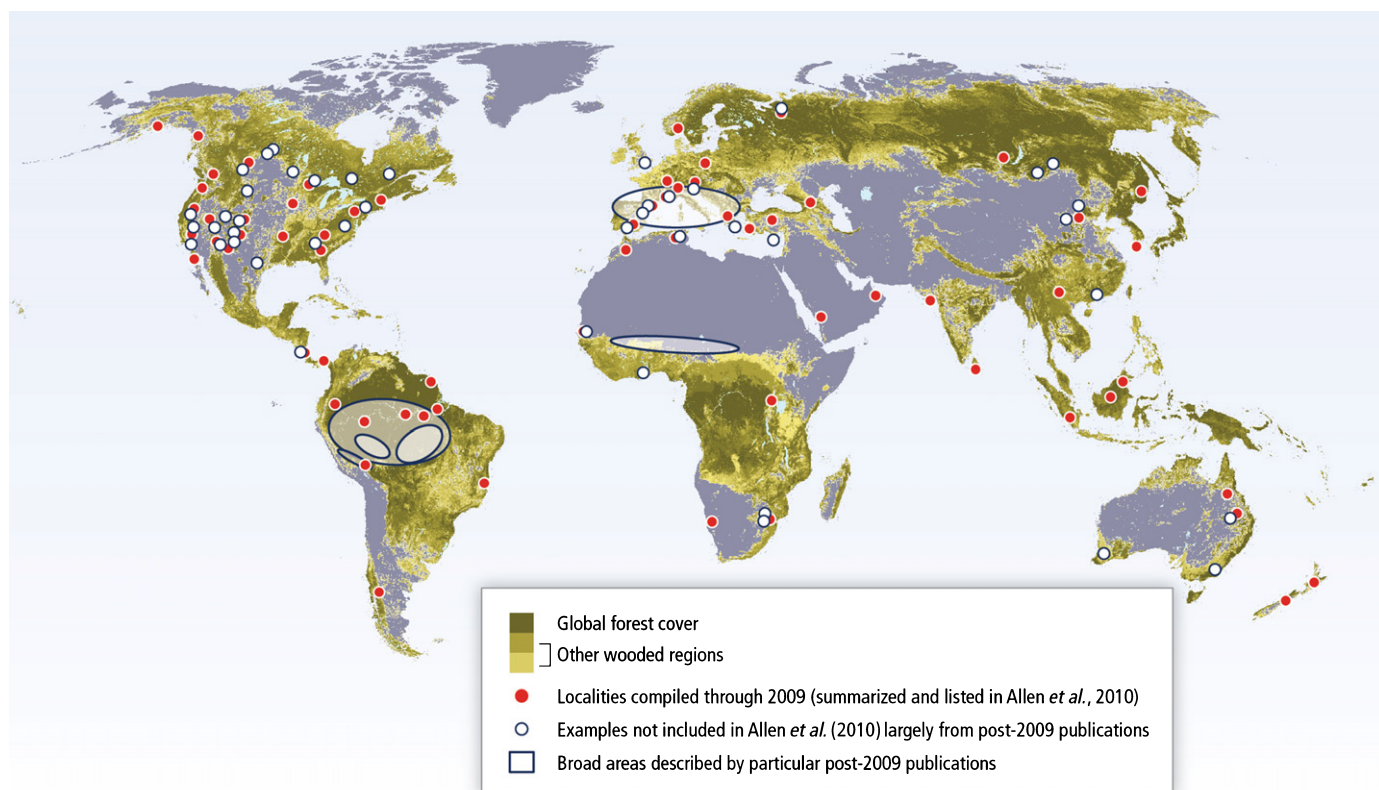 Global forest cover
Other wooded regions
Localities compiled through 2009 (summarized and listed in Allen et al., 2010)
Examples not included in Allen et al. (2010) largely from post-2009 publications
Broad areas described by particular post-2009 publications